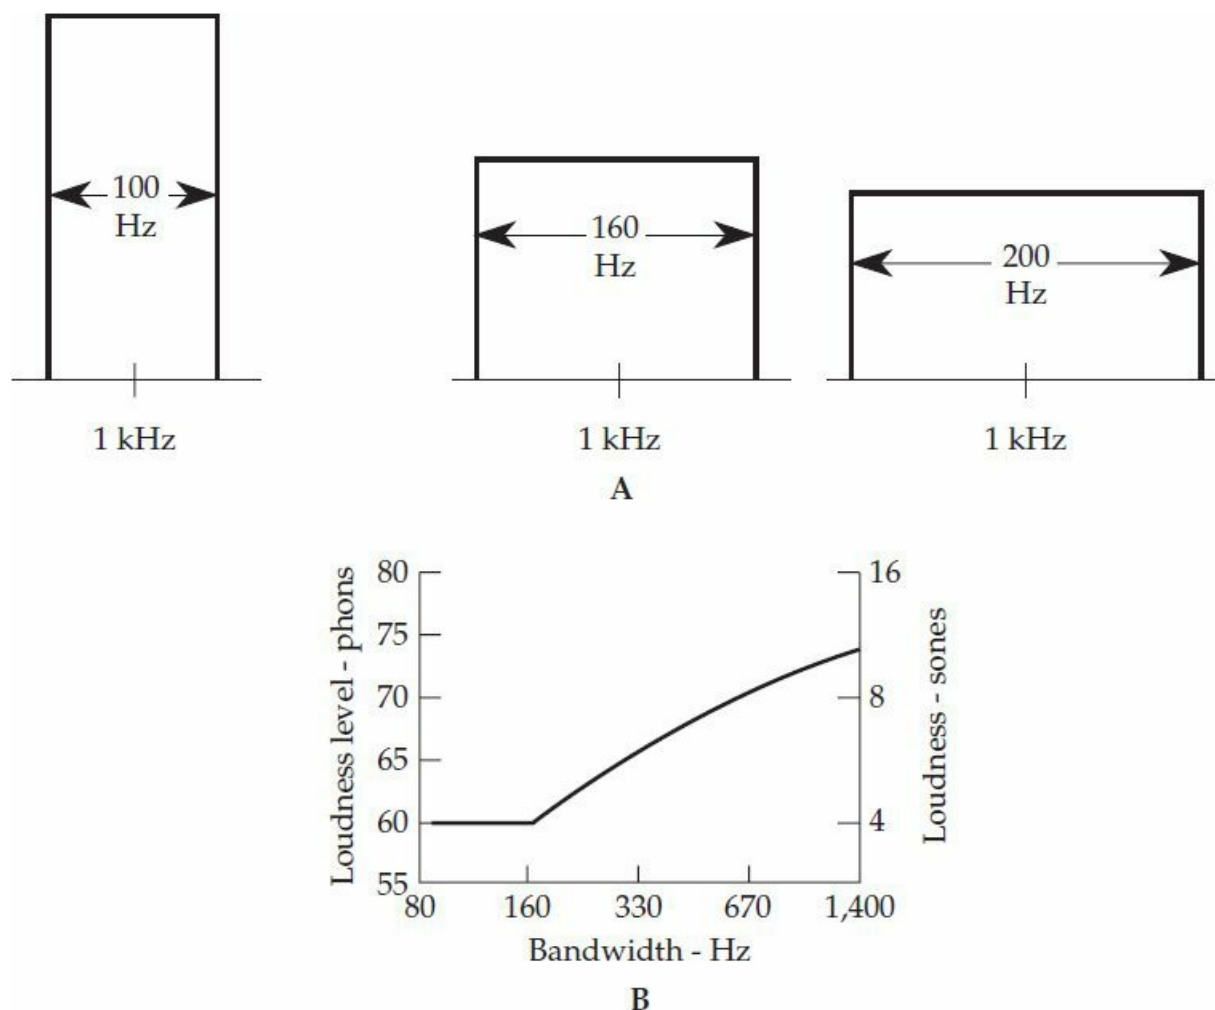 100
Hz
160
Hz
200
Hz
1 kHz
1 kHz
1 kHz
A
Loudness level - phons
80
75
70
65
60
55
16
8
4
Loudness - sones
80
160
330
670
1,400
Bandwidth - Hz
B